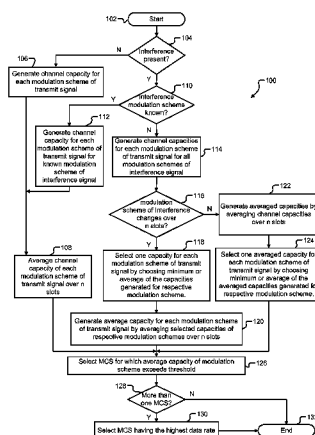 102
Start
104
Interference present?
N
Y
106
Generate channel capacity for
each modulation scheme of
transmit signal
110
Interference
modulation scheme
known?
100
Y
N
112
Generate channel
capacity for each
modulation scheme of
transmit signal for
known modulation
scheme of
interference signal
114
Generate channel capacities for
each modulation scheme of
transmit signal for all
modulation schemes of
interference signal
116
modulation
scheme of interference
changes over
n slots?
N
Y
122
Generate averaged capacities by
averaging channel capacities
over n slots
108
Average channel
capacity of each
modulation scheme of
transmit signal over n
slots
118
Select one capacity for each
modulation scheme of transmit
signal by choosing minimum or
average of the capacities
generated for respective
modulation scheme.
124
Select one averaged capacity for
each modulation scheme of
transmit signal by choosing
minimum or average of the
averaged capacities generated for
respective modulation scheme.
120
Generate average capacity for each modulation scheme
of transmit signal by averaging selected capacities of
respective modulation schemes over n slots
Select MCS for which average capacity of modulation
scheme exceeds threshold
126
128
More than
one MCS?
N
Y
130
Select MCS having the highest data rate
132
End